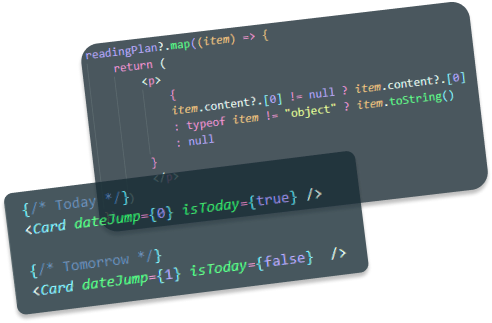 readingPlan?.map((item) => {
return (
<p>
{
item.content?.[0] != null ? item.content?.[0]
: typeof item != "object" ? item.toString()
: null
}
</p>
{/* Today */}
<Card dateJump={0} isToday={true} />
{/* Tomorrow */}
<Card dateJump={1} isToday={false} />